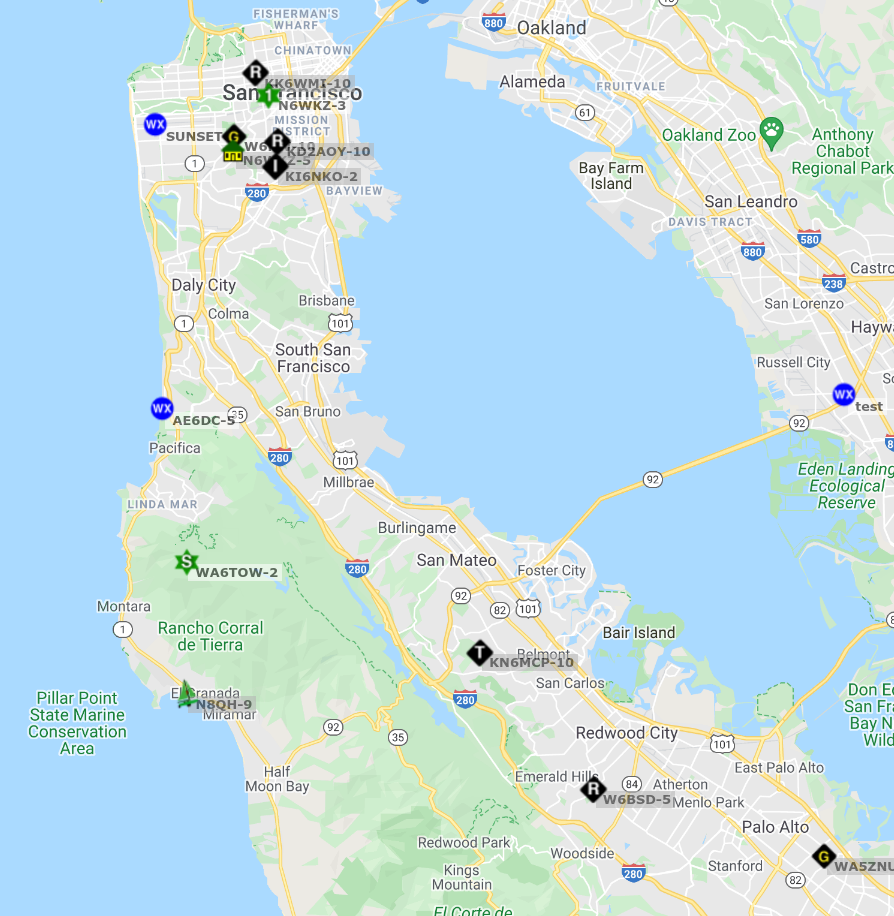 FISHERMAN'S
WHARF
880
Oakland
CHINATOWN
R
KK6WMI-10
Alameda
FRUITVALE
San Francisco
1
N6WKZ-3
61
WX
SUNSET
MISSION
DISTRICT
G
R
KD2AOY-10
I
KI6NKO-2
Oakland Zoo
Anthony
Chabot
Regional Park
1
280
BAYVIEW
Bay Farm
Island
San Leandro
DAVIS TRACT
880
580
Castro
238
Daly City
Colma
Brisbane
1
101
San Lorenzo
Hayw
South San
Francisco
Russell City
WX
test
WX
AE6DC-5
35
San Bruno
92
Pacifica
280
101
Millbrae
92
Eden Landing
Ecological
Reserve
LINDA MAR
Burlingame
San Mateo
S
WA6TOW-2
280
Foster City
92
82
101
Montara
1
Rancho Corral
de Tierra
Bair Island
T
KN6MCP-10
Belmont
San Carlos
El Granada
N8QH-9
Miramar
280
Pillar Point
State Marine
Conservation
Area
92
35
Redwood City
101
Don E
San Fra
Bay N
Wild
Half
Moon Bay
Emerald Hills
84
Atherton
East Palo Alto
R
W6BSD-5
Menlo Park
Palo Alto
Redwood Park
Woodside
G
WA5ZNU
Kings
Mountain
280
Stanford
82
El Corte de